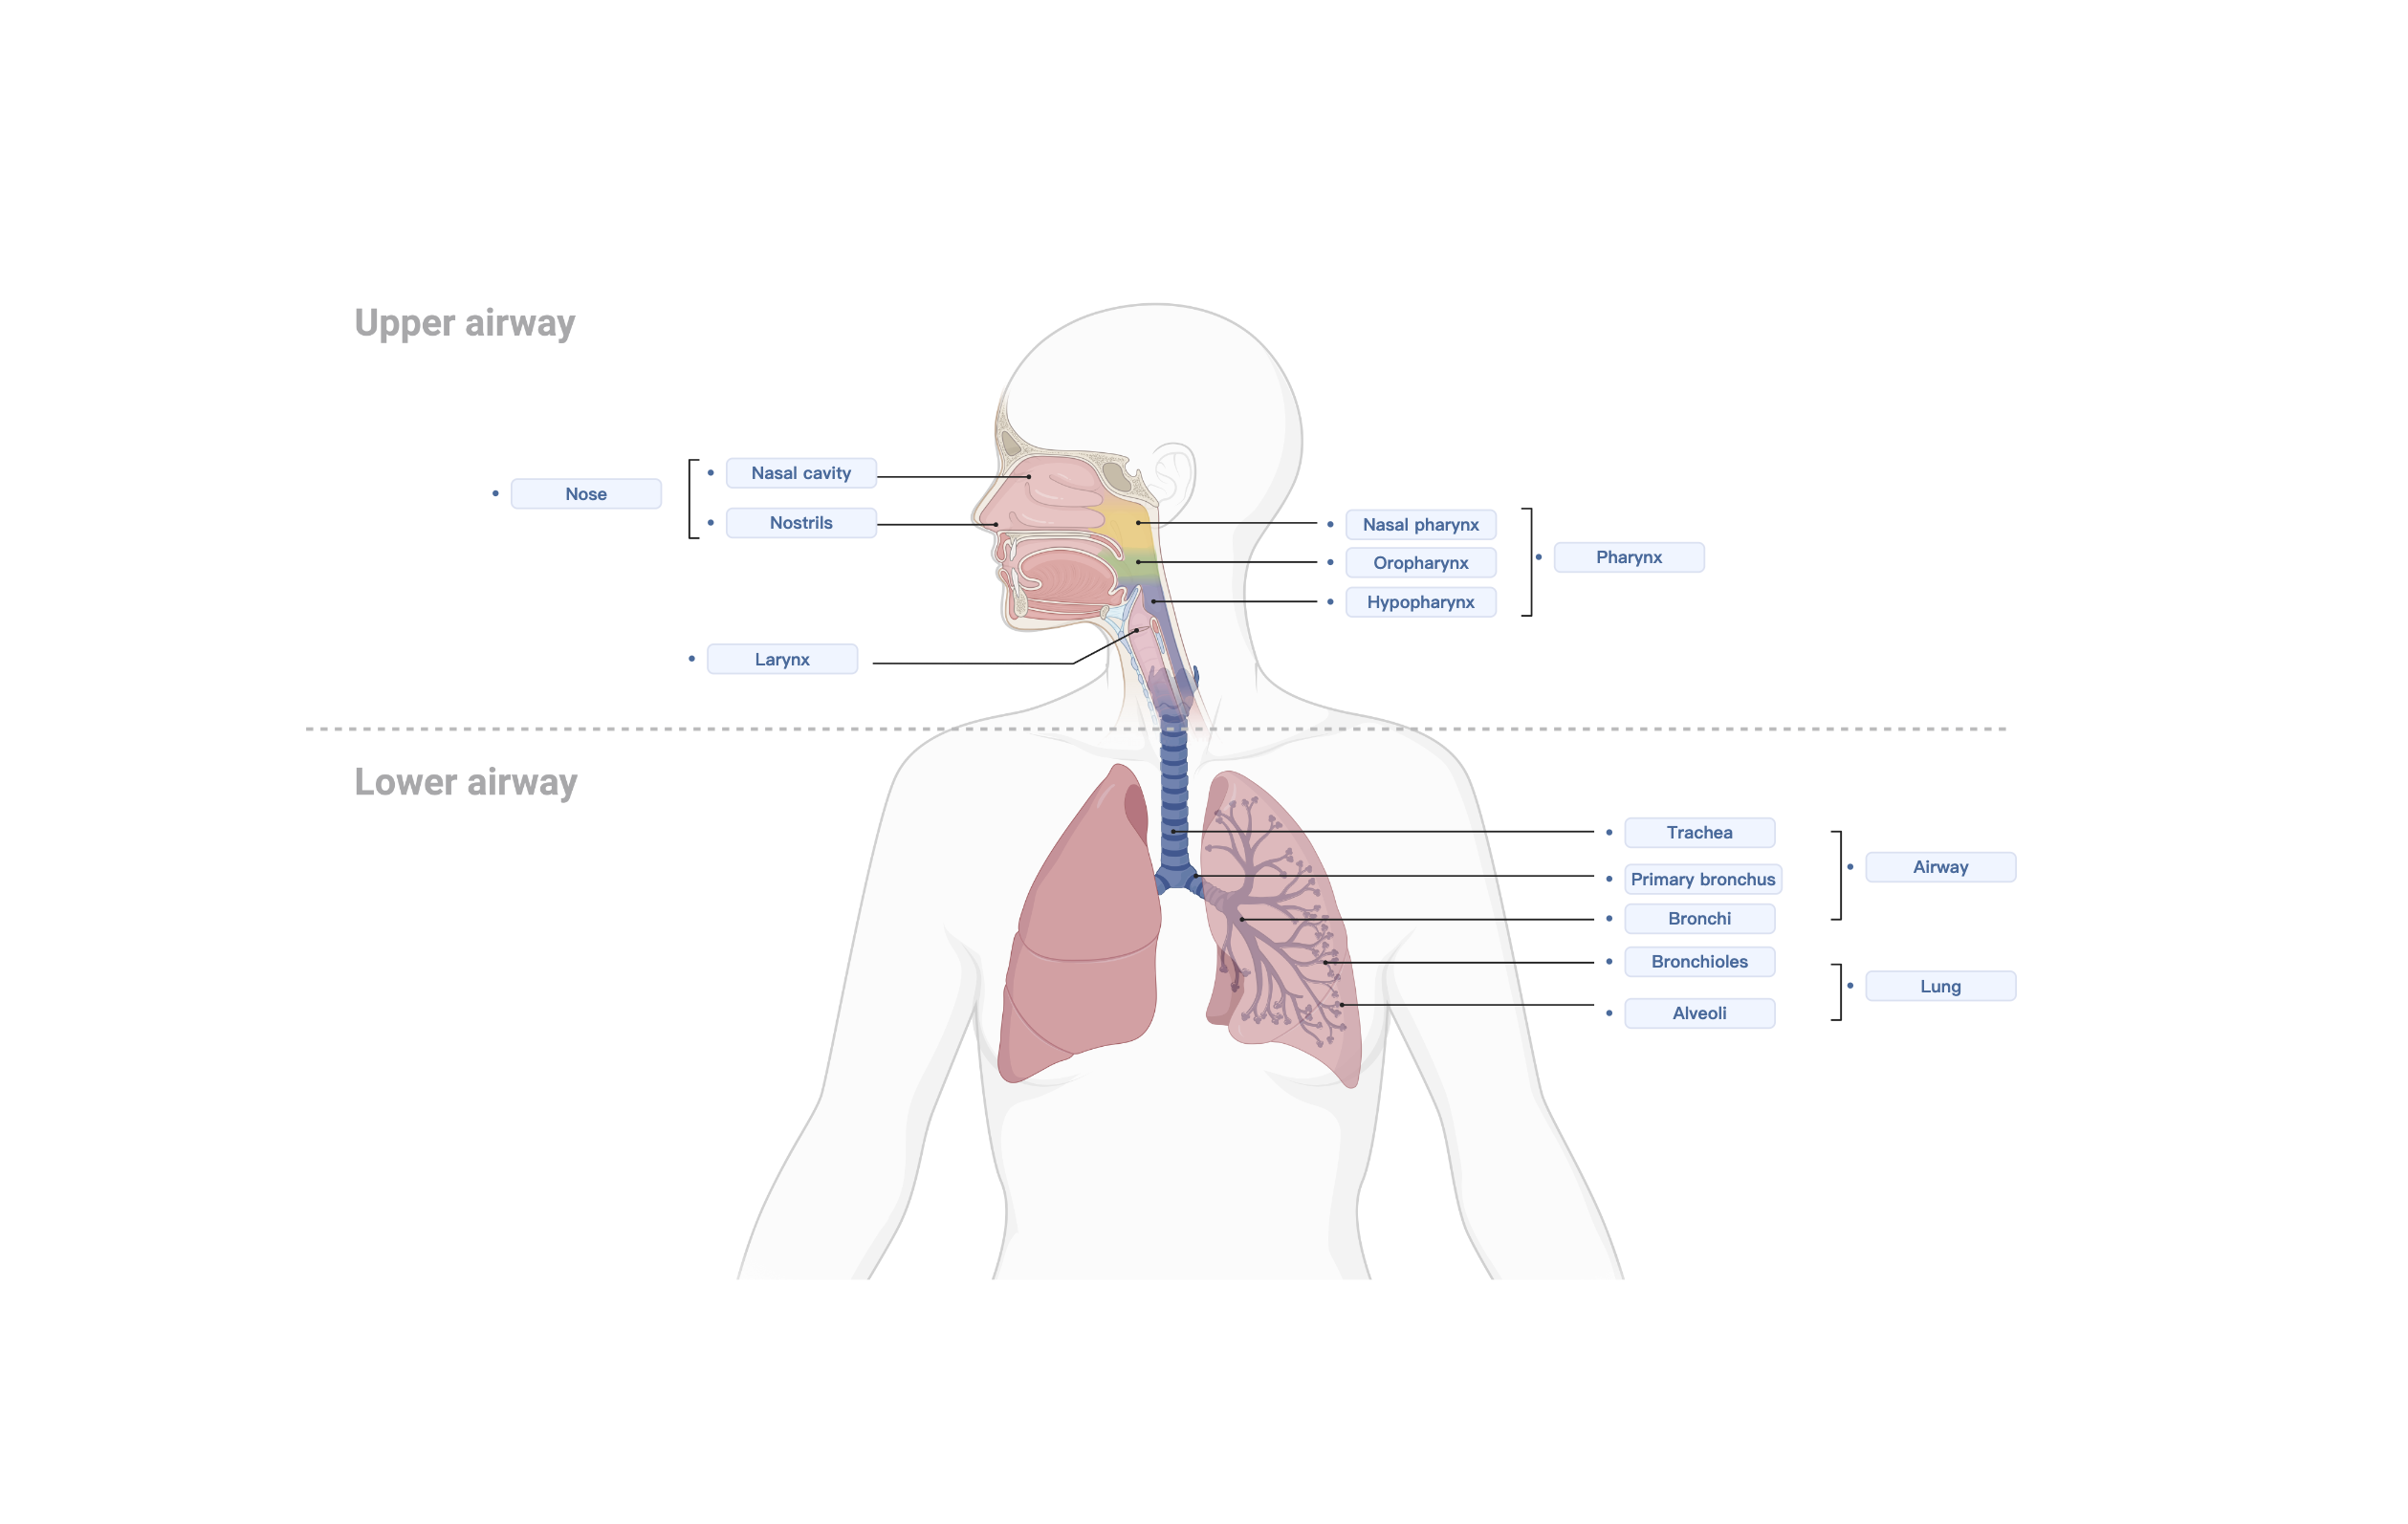 Upper airway
Nose
Nasal cavity
Nostrils
Larynx
Nasal pharynx
Oropharynx
Hypopharynx
Pharynx
Lower airway
Trachea
Primary bronchus
Bronchi
Bronchioles
Alveoli
Airway
Lung